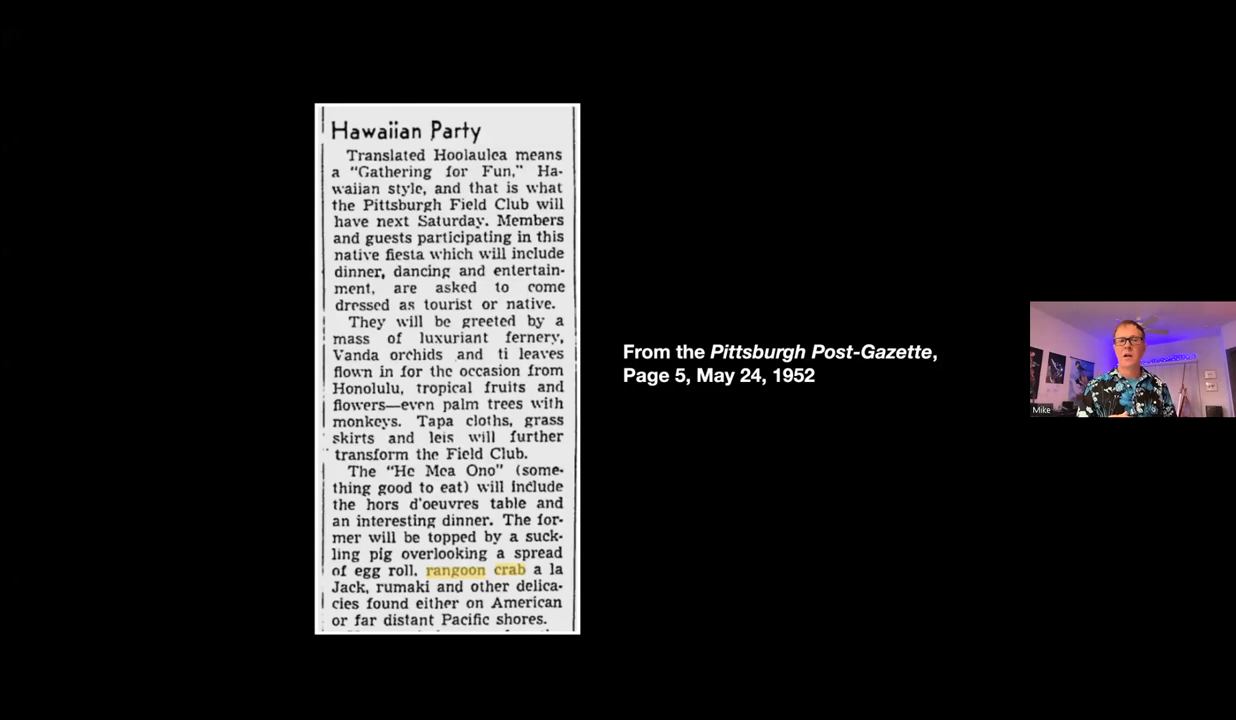 Hawaiian Party
Translated Hoolaulea means
a "Gathering for Fun," Ha-
waiian style, and that is what
the Pittsburgh Field Club will
have next Saturday. Members
and guests participating in this
native fiesta which will include
dinner, dancing and entertain-
ment, are asked to come
dressed as tourist or native.
They will be greeted by a
mass of luxuriant fernery,
Vanda orchids and ti leaves
flown in for the occasion from
Honolulu, tropical fruits and
flowers—even palm trees with
monkeys. Tapa cloths, grass
skirts and leis will further
transform the Field Club.
The "He Mea Ono" (some-
thing good to eat) will include
the hors d'oeuvres table and
an interesting dinner. The for-
mer will be topped by a suck-
ling pig overlooking a spread
of egg roll, rangoon crab a la
Jack, rumaki and other delica-
cies found either on American
or far distant Pacific shores.
From the Pittsburgh Post-Gazette,
Page 5, May 24, 1952
Mike